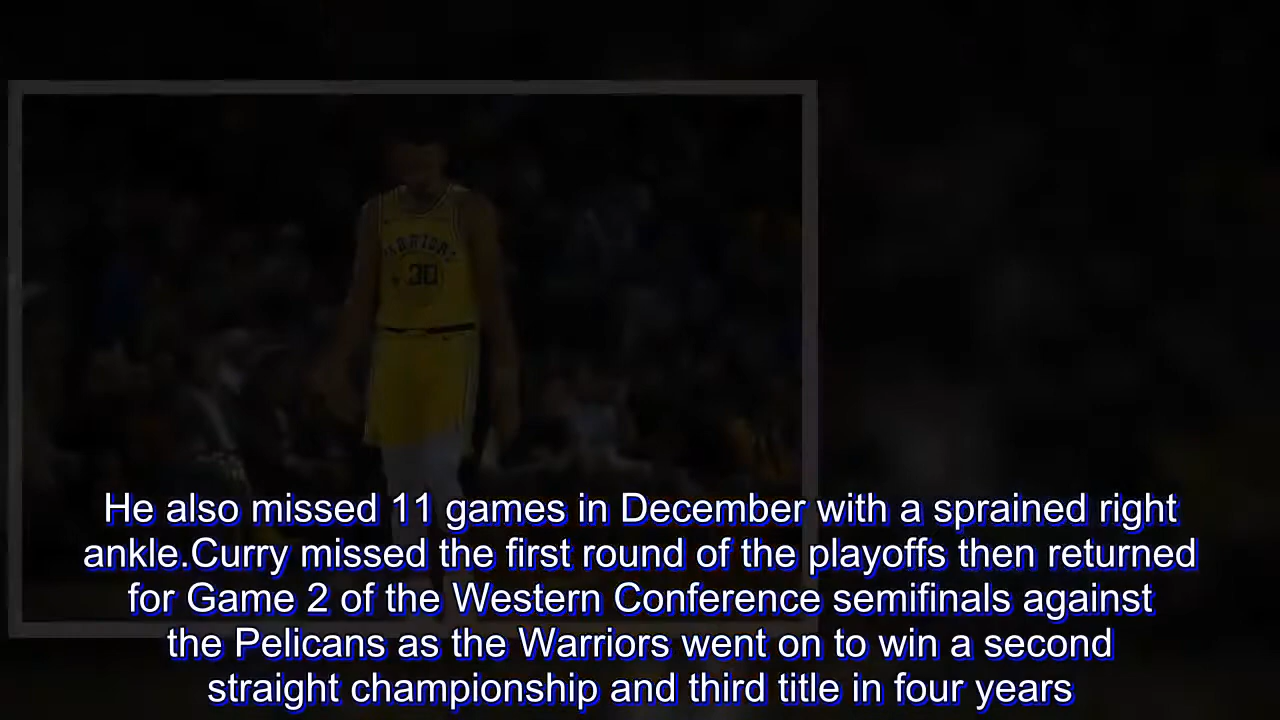 WARRIORS
30
He also missed 11 games in December with a sprained right
ankle.Curry missed the first round of the playoffs then returned
for Game 2 of the Western Conference semifinals against
the Pelicans as the Warriors went on to win a second
straight championship and third title in four years